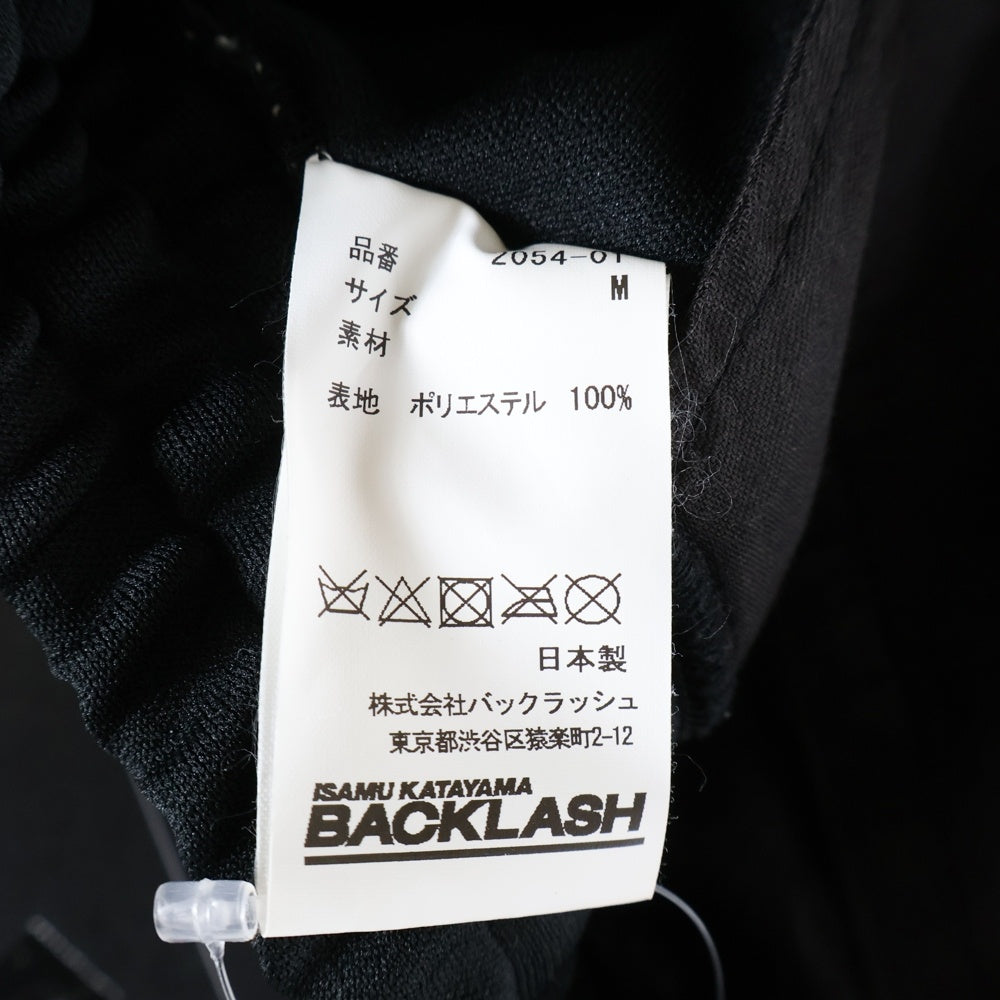 品番 2054-01
サイズ M
素材
表地 ポリエステル 100%
日本製
株式会社バックラッシュ
東京都渋谷区猿楽町2-12
ISAMU KATAYAMA
BACKLASH